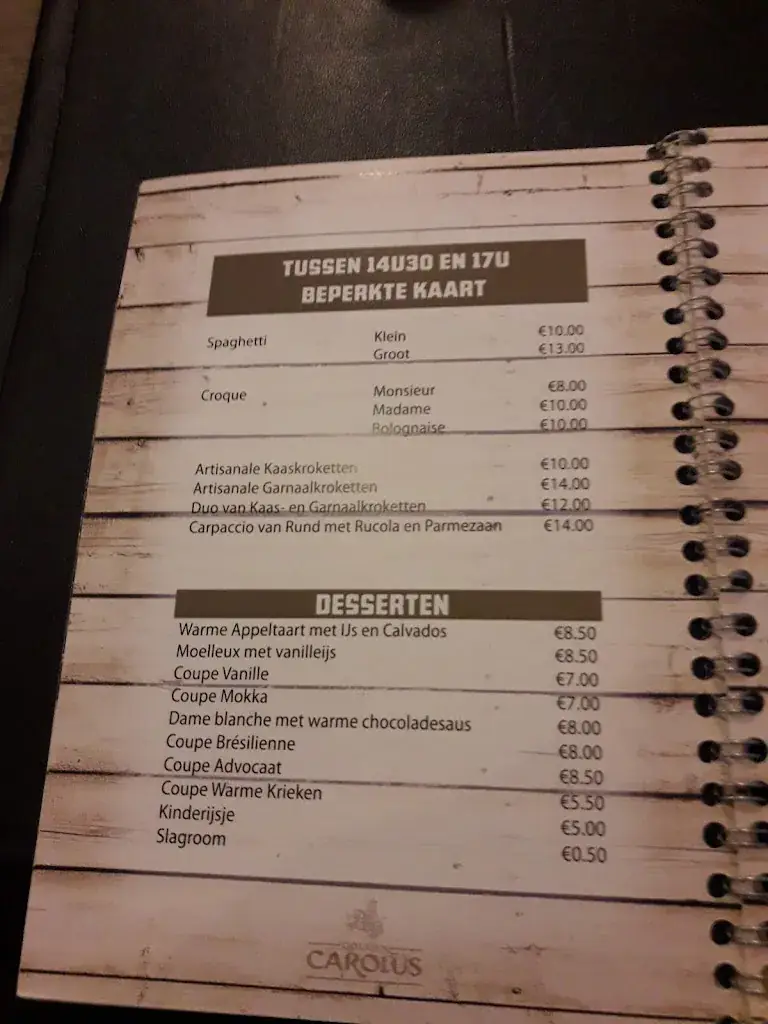 TUSSEN 14U30 EN 17U
BEPERKTE KAART
Spaghetti Klein €10.00
Groot €13.00
Croque Monsieur €8.00
Madame €10.00
Bolognaise €10.00
Artisanale Kaaskroketten €10.00
Artisanale Garnaalkroketten €14.00
Duo van Kaas- en Garnaalkroketten €12.00
Carpaccio van Rund met Rucola en Parmezaan €14.00
DESSERTEN
Warme Appeltaart met IJs en Calvados €8.50
Moelleux met vanilleijs €8.50
Coupe Vanille €7.00
Coupe Mokka €7.00
Dame blanche met warme chocoladesaus €8.00
Coupe Brésilienne €8.00
Coupe Advocaat €8.50
Coupe Warme Krieken €5.50
Kinderijsje €5.00
Slagroom €0.50
CAROLUS